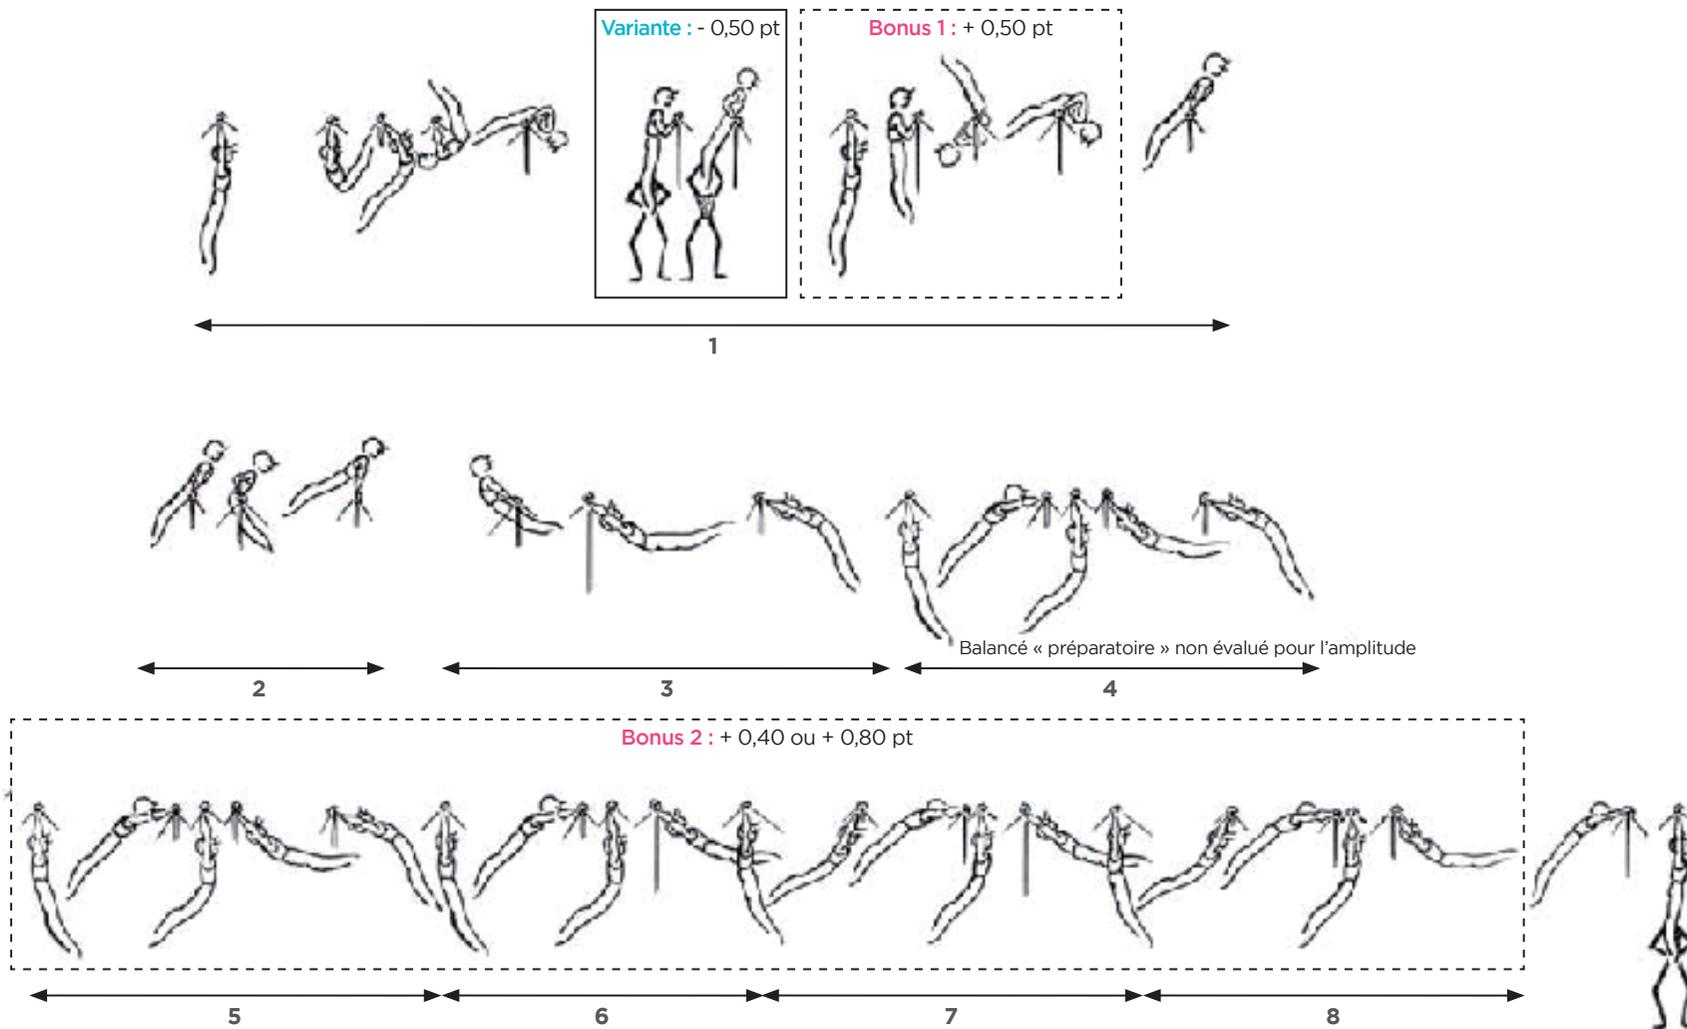 Variante : - 0,50 pt
Bonus 1 : + 0,50 pt
1
2
3
Balancé « préparatoire » non évalué pour l’amplitude
4
Bonus 2 : + 0,40 ou + 0,80 pt
5
6
7
8